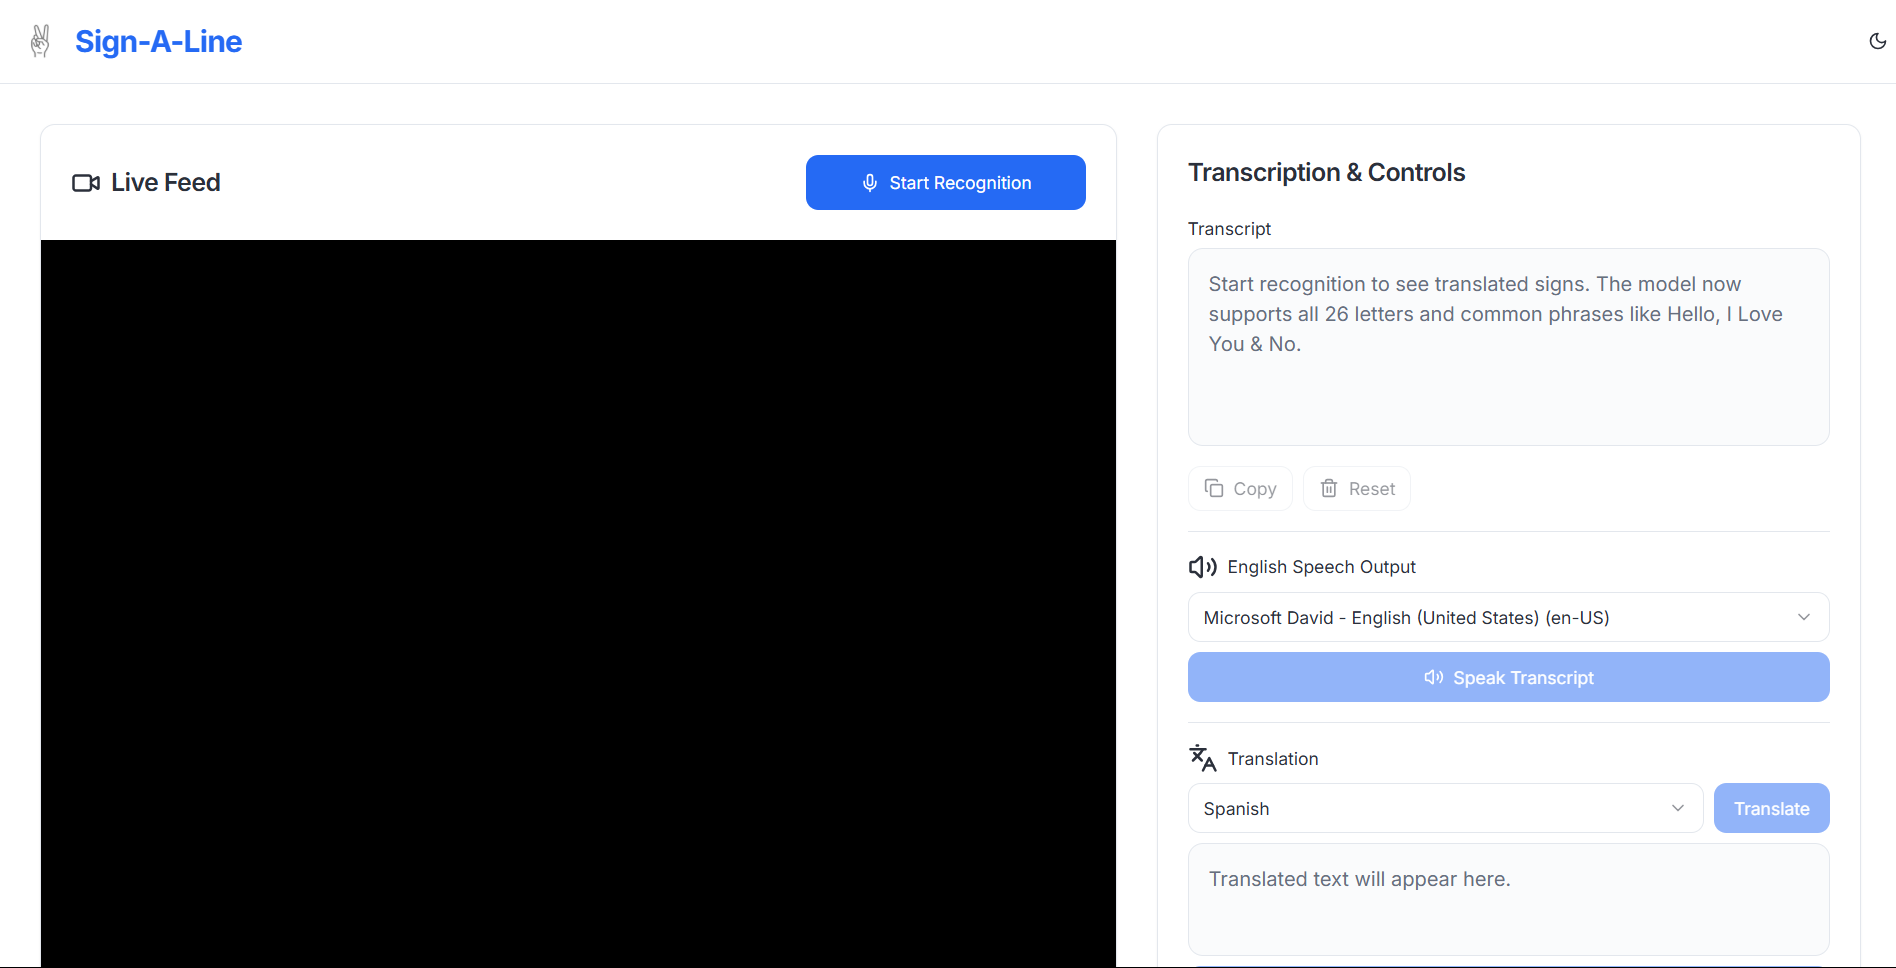 Sign-A-Line
Live Feed
Start Recognition
Transcription & Controls
Transcript
Start recognition to see translated signs. The model now
supports all 26 letters and common phrases like Hello, I Love
You & No.
Copy
Reset
English Speech Output
Microsoft David - English (United States) (en-US)
Speak Transcript
Translation
Spanish
Translate
Translated text will appear here.